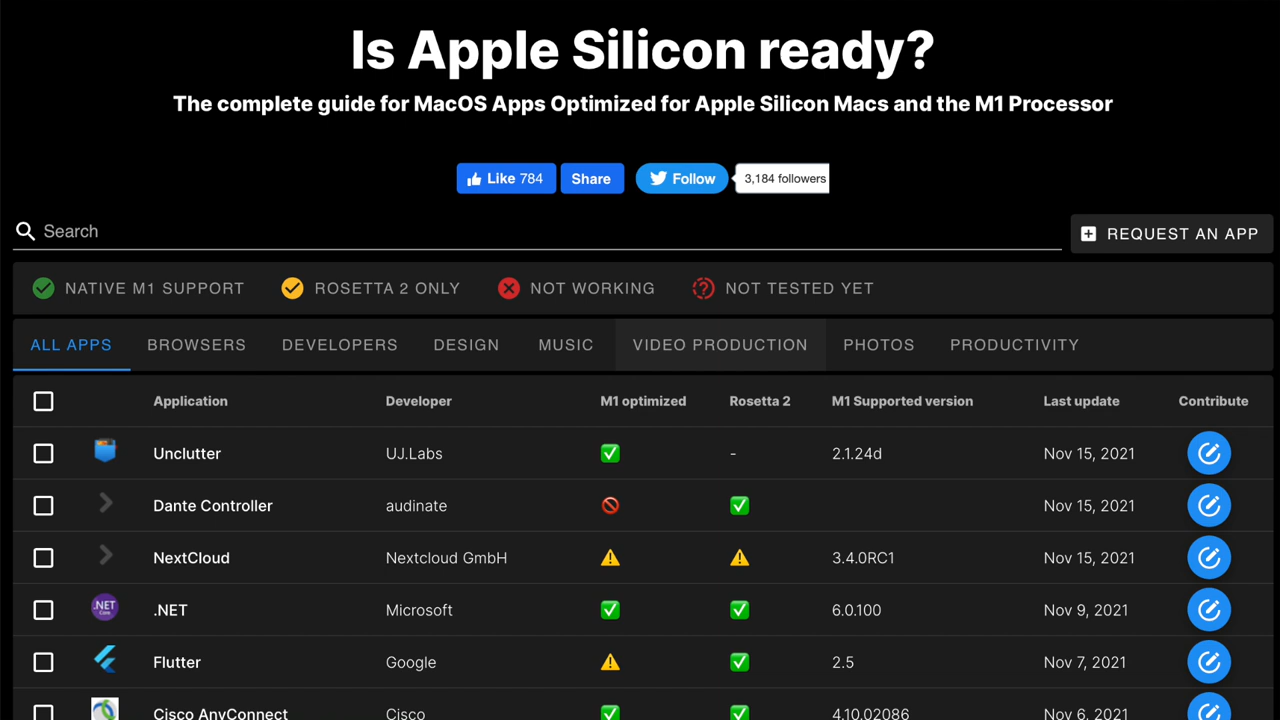 Is Apple Silicon ready?
The complete guide for MacOS Apps Optimized for Apple Silicon Macs and the M1 Processor
Like 784 Share Follow 3,184 followers
Search REQUEST AN APP
NATIVE M1 SUPPORT ROSETTA 2 ONLY NOT WORKING NOT TESTED YET
ALL APPS BROWSERS DEVELOPERS DESIGN MUSIC VIDEO PRODUCTION PHOTOS PRODUCTIVITY
Application Developer M1 optimized Rosetta 2 M1 Supported version Last update Contribute
Unclutter UJ.Labs - 2.1.24d Nov 15, 2021
Dante Controller audinate Nov 15, 2021
NextCloud Nextcloud GmbH 3.4.0RC1 Nov 15, 2021
.NET Core .NET Microsoft 6.0.100 Nov 9, 2021
Flutter Google 2.5 Nov 7, 2021
Cisco AnyConnect Cisco 4.10.02086 Nov 6, 2021